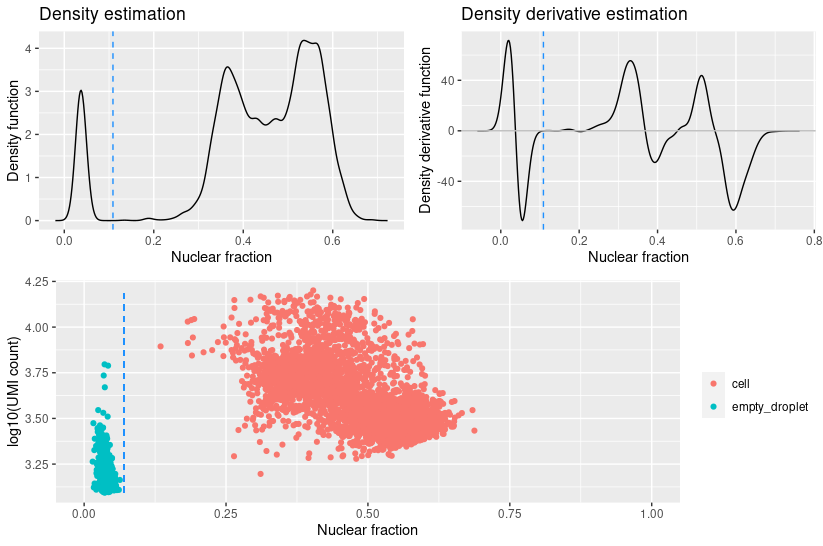 Density estimation
Density function
4
3
2
1
0
0.0 0.2 0.4 0.6
Nuclear fraction
Density derivative estimation
Density derivative function
40
0
-40
0.0 0.2 0.4 0.6 0.8
Nuclear fraction
log10(UMI count)
4.25
4.00
3.75
3.50
3.25
0.00 0.25 0.50 0.75 1.00
Nuclear fraction
cell
empty_droplet